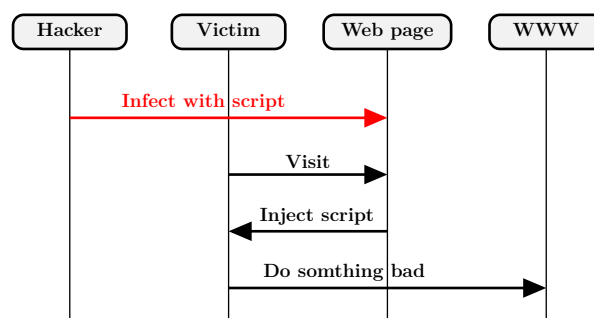 Hacker
Victim
Web page
WWW
Infect with script
Visit
Inject script
Do somthing bad